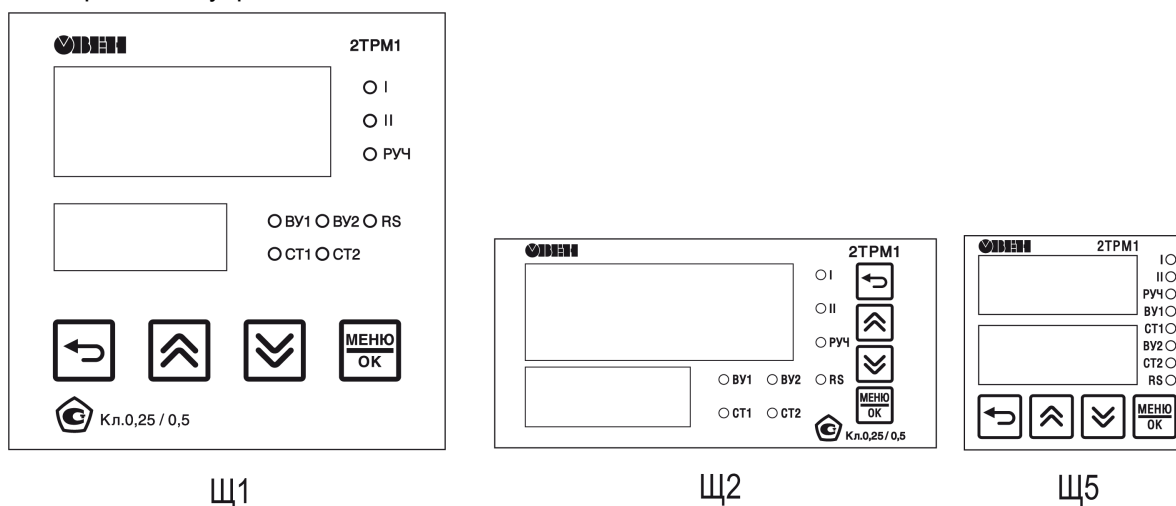 ОВЕН 2ТРМ1
I
II
РУЧ
ВУ1 ВУ2 RS
СТ1 СТ2
МЕНЮ
ОК
Кл.0,25 / 0,5
Щ1
ОВЕН 2ТРМ1
I
II
РУЧ
ВУ1 ВУ2 RS
СТ1 СТ2
МЕНЮ
ОК
Кл.0,25 / 0,5
Щ2
ОВЕН 2ТРМ1
I
II
РУЧ
ВУ1
СТ1
ВУ2
СТ2
RS
МЕНЮ
ОК
Щ5